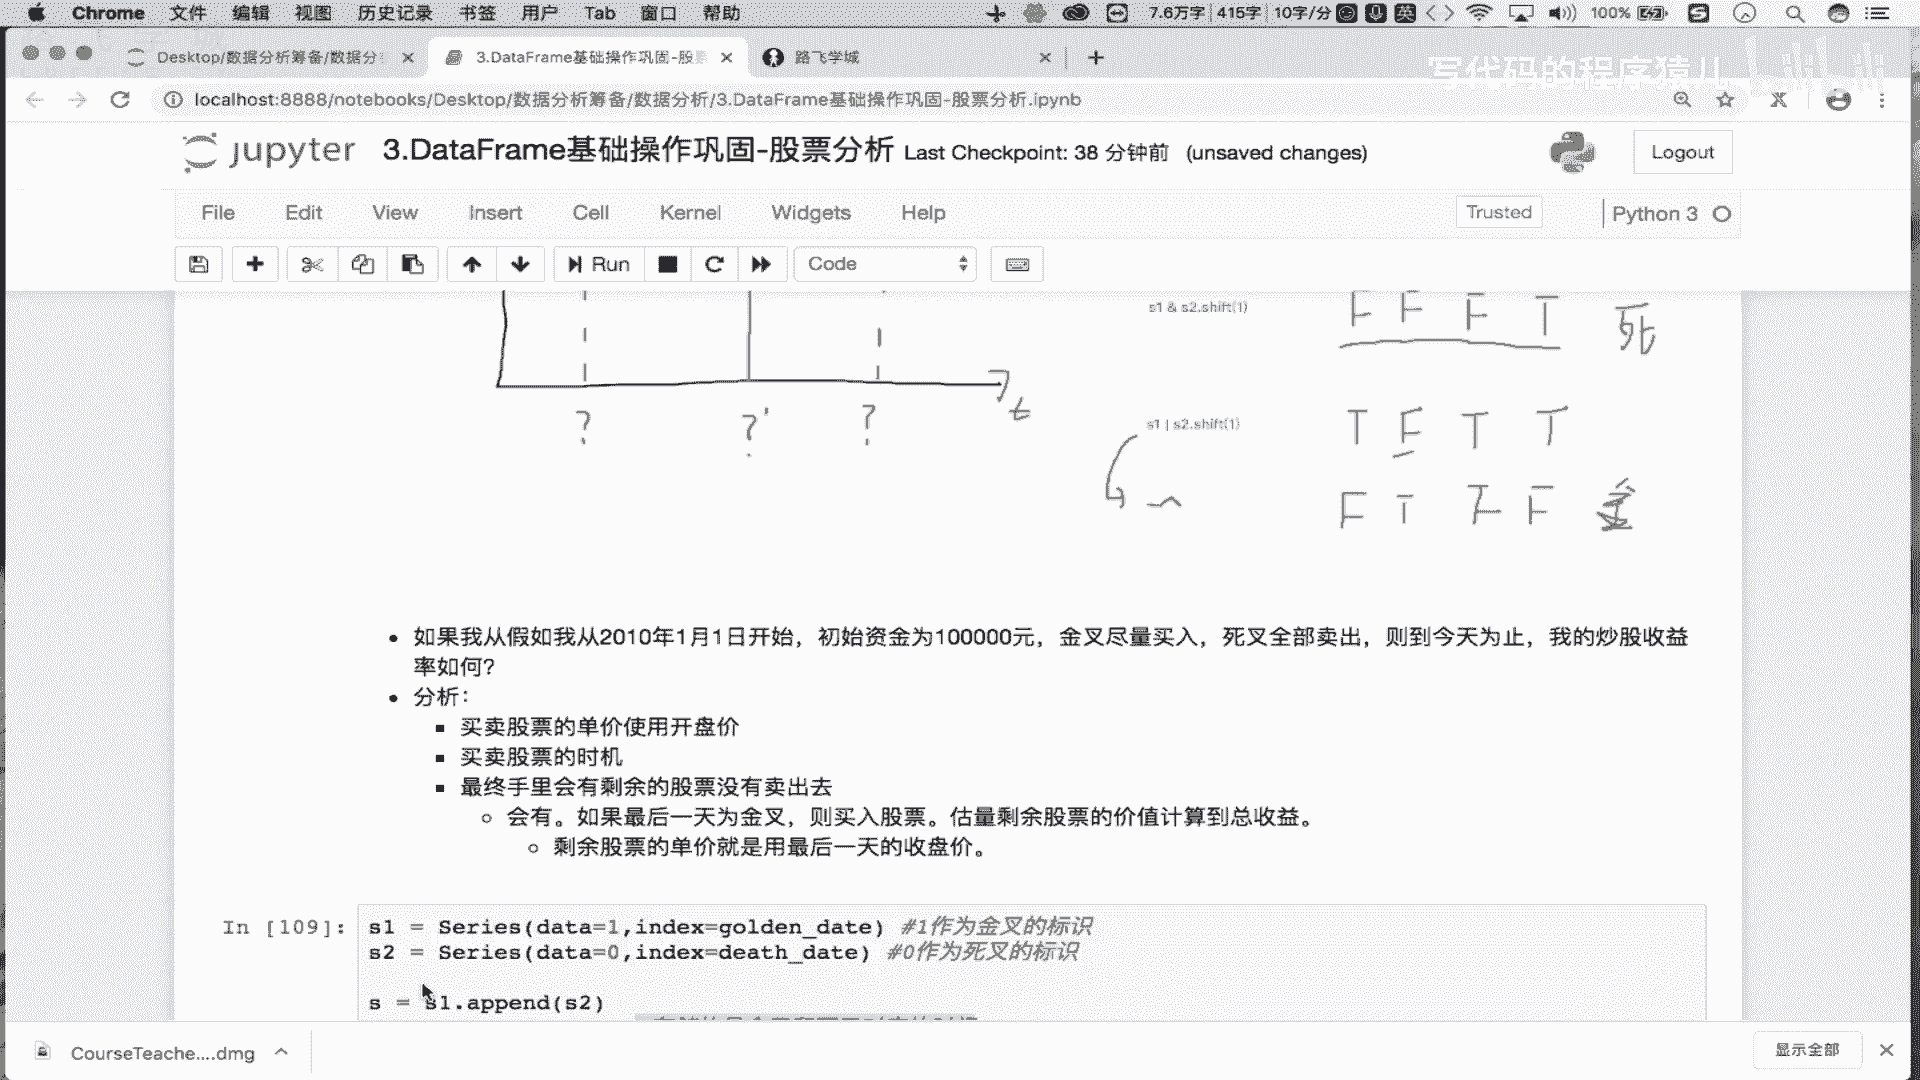 Chrome 文件 编辑 视图 历史记录 书签 用户 Tab 窗口 帮助 7.6万字 415字 10字/分 英 100%
Desktop/数据分析筹备/数据分 3.DataFrame基础操作巩固-股 路飞学城
写代码的程序猿儿 bilibili
localhost:8888/notebooks/Desktop/数据分析筹备/数据分析/3.DataFrame基础操作巩固-股票分析.ipynb
jupyter 3.DataFrame基础操作巩固-股票分析 Last Checkpoint: 38 分钟前 (unsaved changes) Logout
File Edit View Insert Cell Kernel Widgets Help Trusted Python 3
Run Code
s1 & s2.shift(1) F F F T 死
? ?' ? t
s1 | s2.shift(1) T F T T
~ F T F F 金
如果我从假如我从2010年1月1日开始，初始资金为100000元，金叉尽量买入，死叉全部卖出，则到今天为止，我的炒股收益
率如何？
分析：
买卖股票的单价使用开盘价
买卖股票的时机
最终手里会有剩余的股票没有卖出去
会有。如果最后一天为金叉，则买入股票。估量剩余股票的价值计算到总收益。
剩余股票的单价就是用最后一天的收盘价。
In [109]: s1 = Series(data=1,index=golden_date) #1作为金叉的标识
s2 = Series(data=0,index=death_date) #0作为死叉的标识
s = s1.append(s2)
CourseTeache....dmg 显示全部